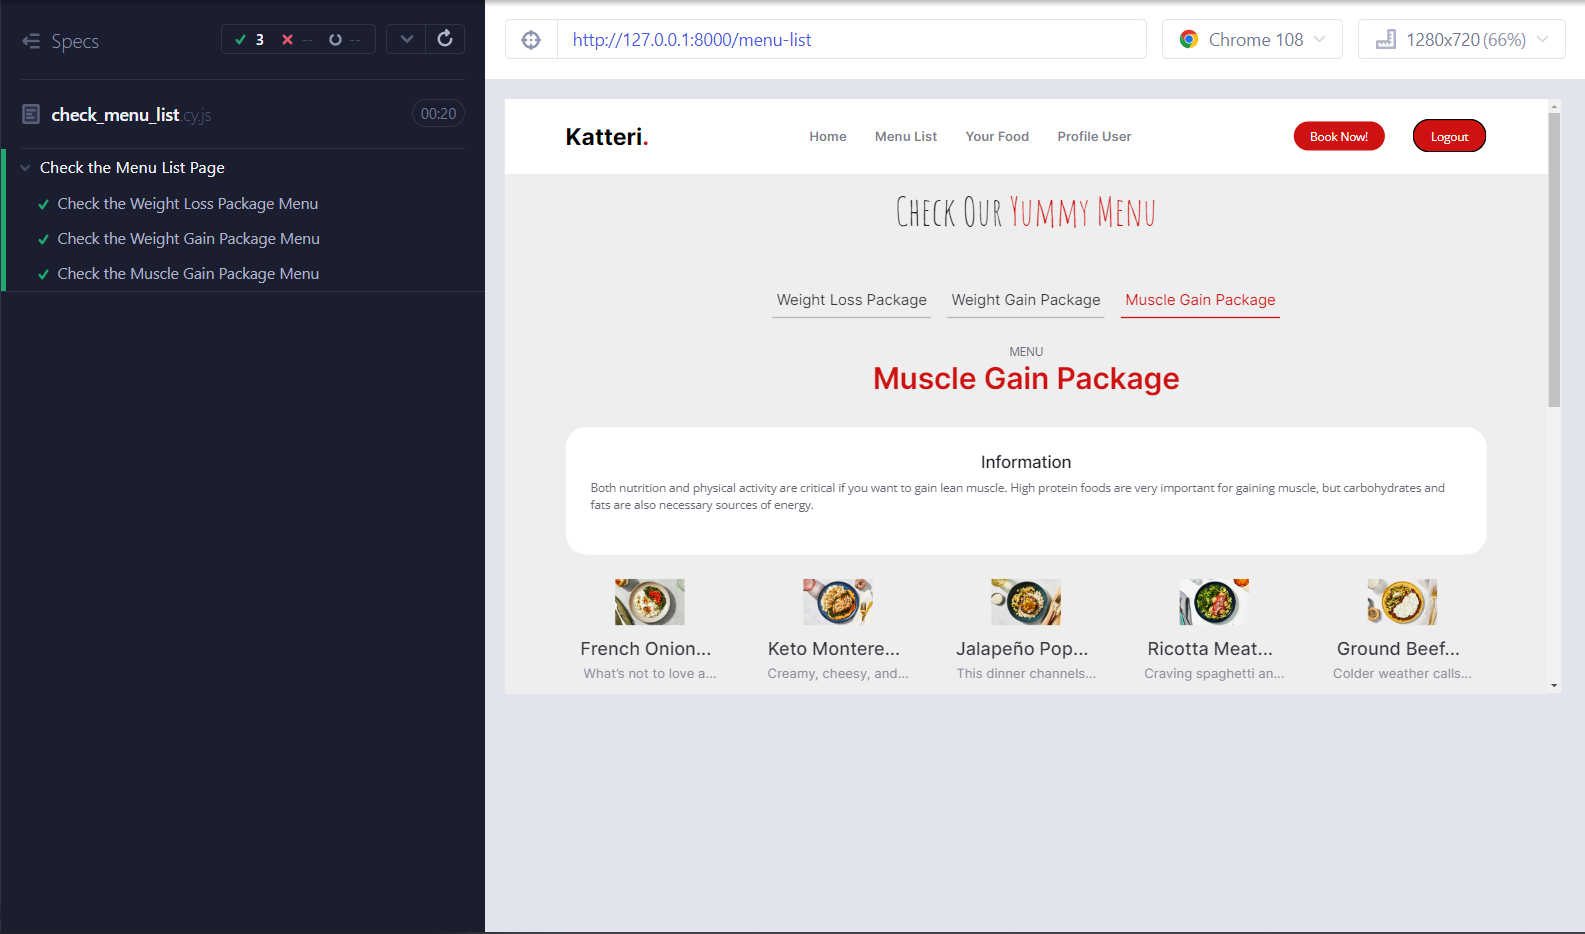 Specs
3 -- --
http://127.0.0.1:8000/menu-list
Chrome 108
1280x720 (66%)
check_menu_list.cy.js
00:20
Check the Menu List Page
Check the Weight Loss Package Menu
Check the Weight Gain Package Menu
Check the Muscle Gain Package Menu
Katteri.
Home Menu List Your Food Profile User
Book Now!
Logout
Check Our Yummy Menu
Weight Loss Package Weight Gain Package Muscle Gain Package
MENU
Muscle Gain Package
Information
Both nutrition and physical activity are critical if you want to gain lean muscle. High protein foods are very important for gaining muscle, but carbohydrates and
fats are also necessary sources of energy.
French Onion... Keto Montere... Jalapeño Pop... Ricotta Meat... Ground Beef...
What's not to love a... Creamy, cheesy, and... This dinner channels... Craving spaghetti an... Colder weather calls...